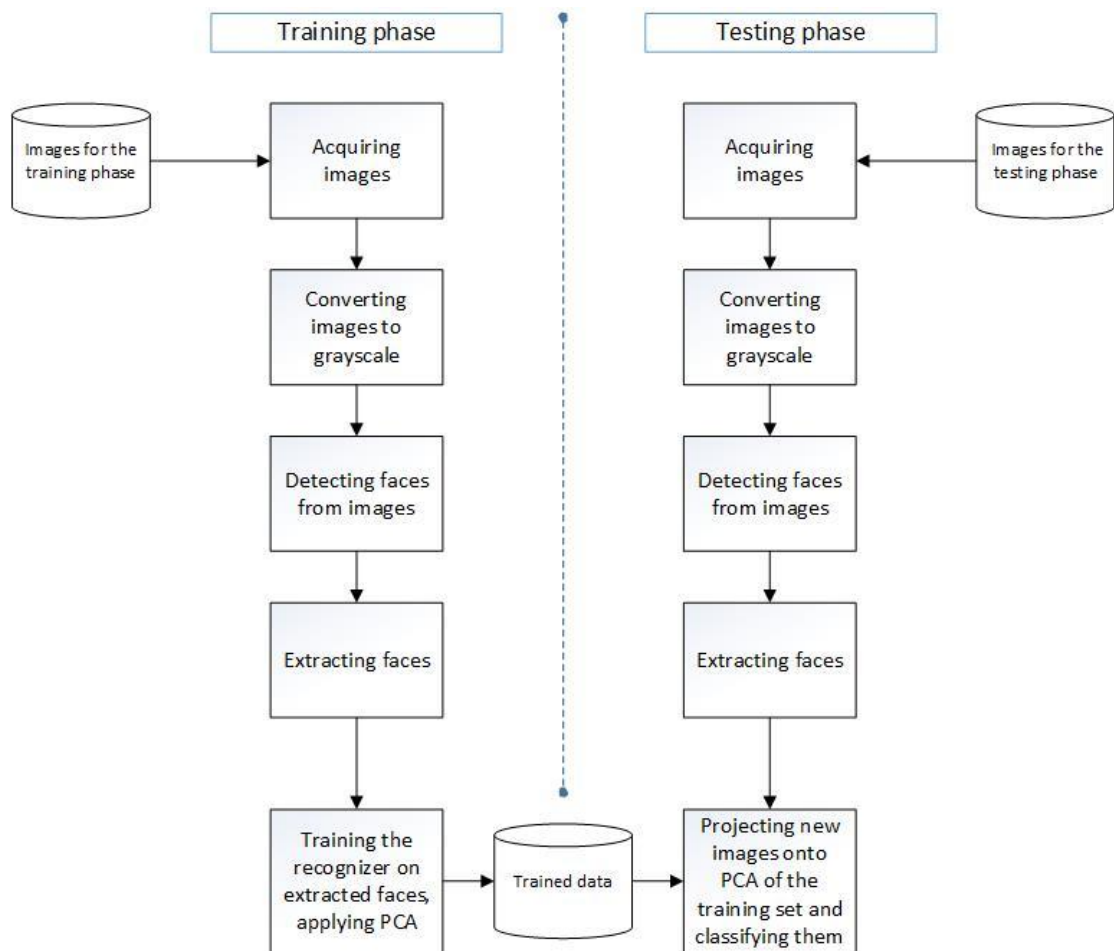 Training phase
Testing phase
Images for the
training phase
Acquiring
images
Acquiring
images
Images for the
testing phase
Converting
images to
grayscale
Converting
images to
grayscale
Detecting faces
from images
Detecting faces
from images
Extracting faces
Extracting faces
Training the
recognizer on
extracted faces,
applying PCA
Trained data
Projecting new
images onto
PCA of the
training set and
classifying them